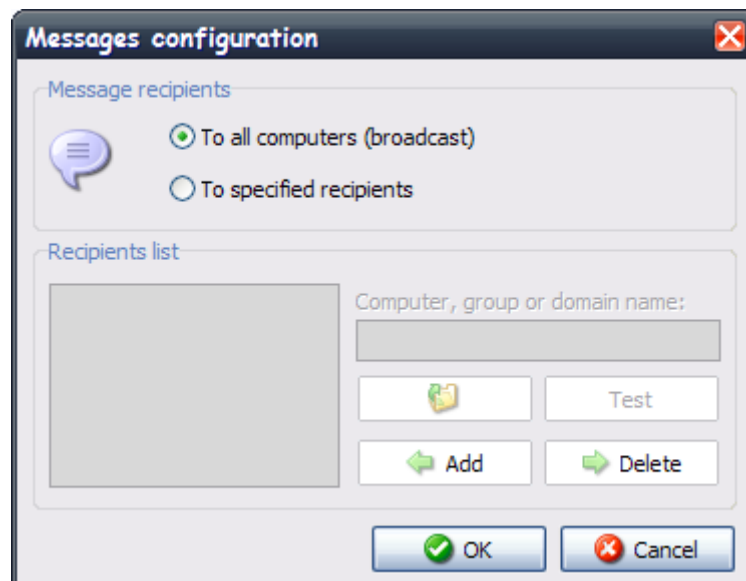 Messages configuration
Message recipients
To all computers (broadcast)
To specified recipients
Recipients list
Computer, group or domain name:
Test
Add
Delete
OK
Cancel